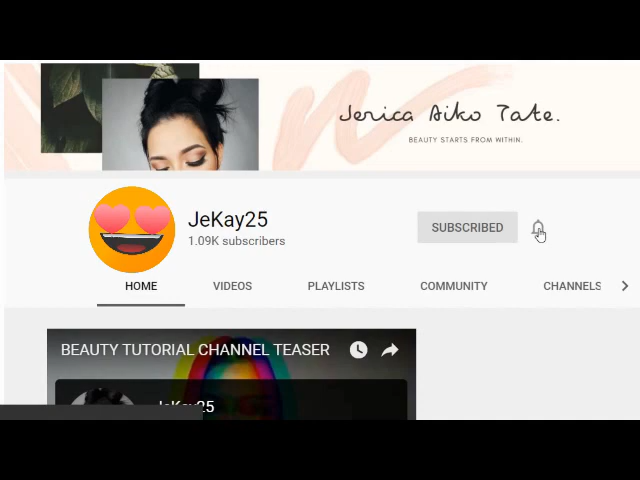 Jerica Aiko Tate.
BEAUTY STARTS FROM WITHIN.
JeKay25
1.09K subscribers
SUBSCRIBED
HOME VIDEOS PLAYLISTS COMMUNITY CHANNELS
BEAUTY TUTORIAL CHANNEL TEASER
JeKay25